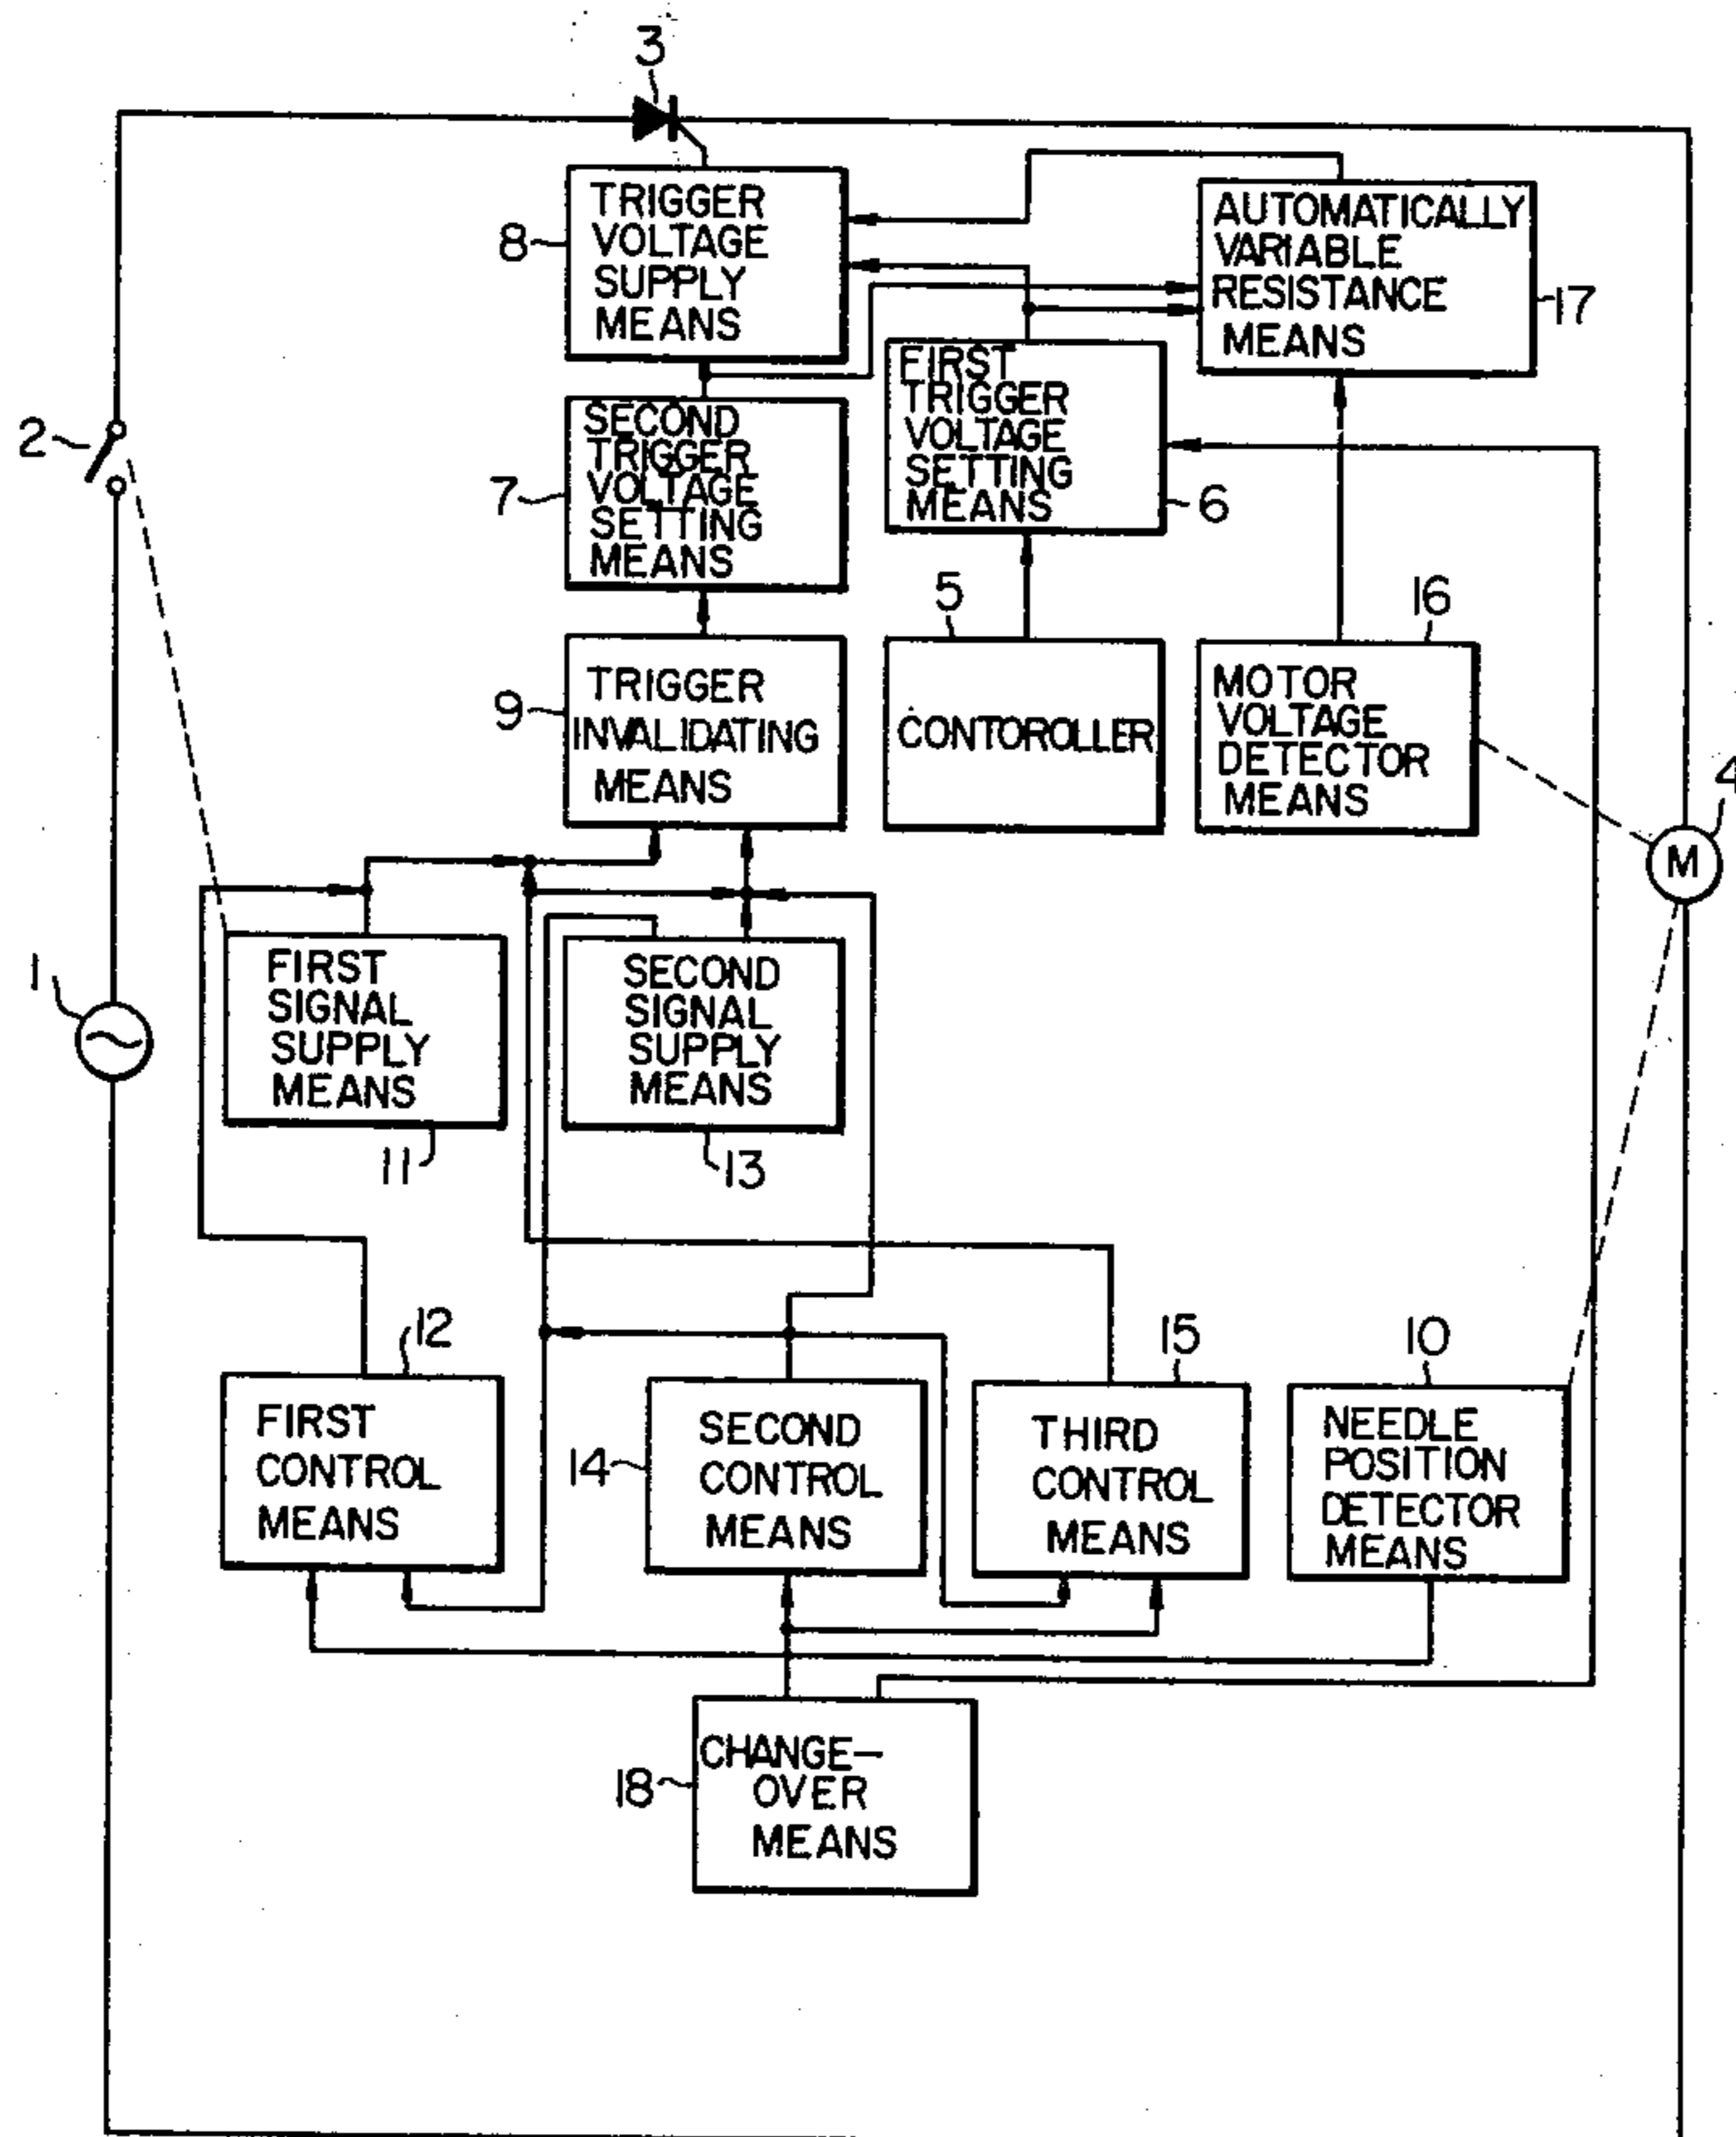 3
TRIGGER
VOLTAGE
SUPPLY
MEANS
8
AUTOMATICALLY
VARIABLE
RESISTANCE
MEANS
17
FIRST
TRIGGER
VOLTAGE
SETTING
MEANS
6
2
SECOND
TRIGGER
VOLTAGE
SETTING
MEANS
7
5
16
TRIGGER
INVALIDATING
MEANS
9
CONTOROLLER
MOTOR
VOLTAGE
DETECTOR
MEANS
4
M
1
FIRST
SIGNAL
SUPPLY
MEANS
11
SECOND
SIGNAL
SUPPLY
MEANS
13
12
15
10
FIRST
CONTROL
MEANS
14
SECOND
CONTROL
MEANS
THIRD
CONTROL
MEANS
NEEDLE
POSITION
DETECTOR
MEANS
18
CHANGE-
OVER
MEANS